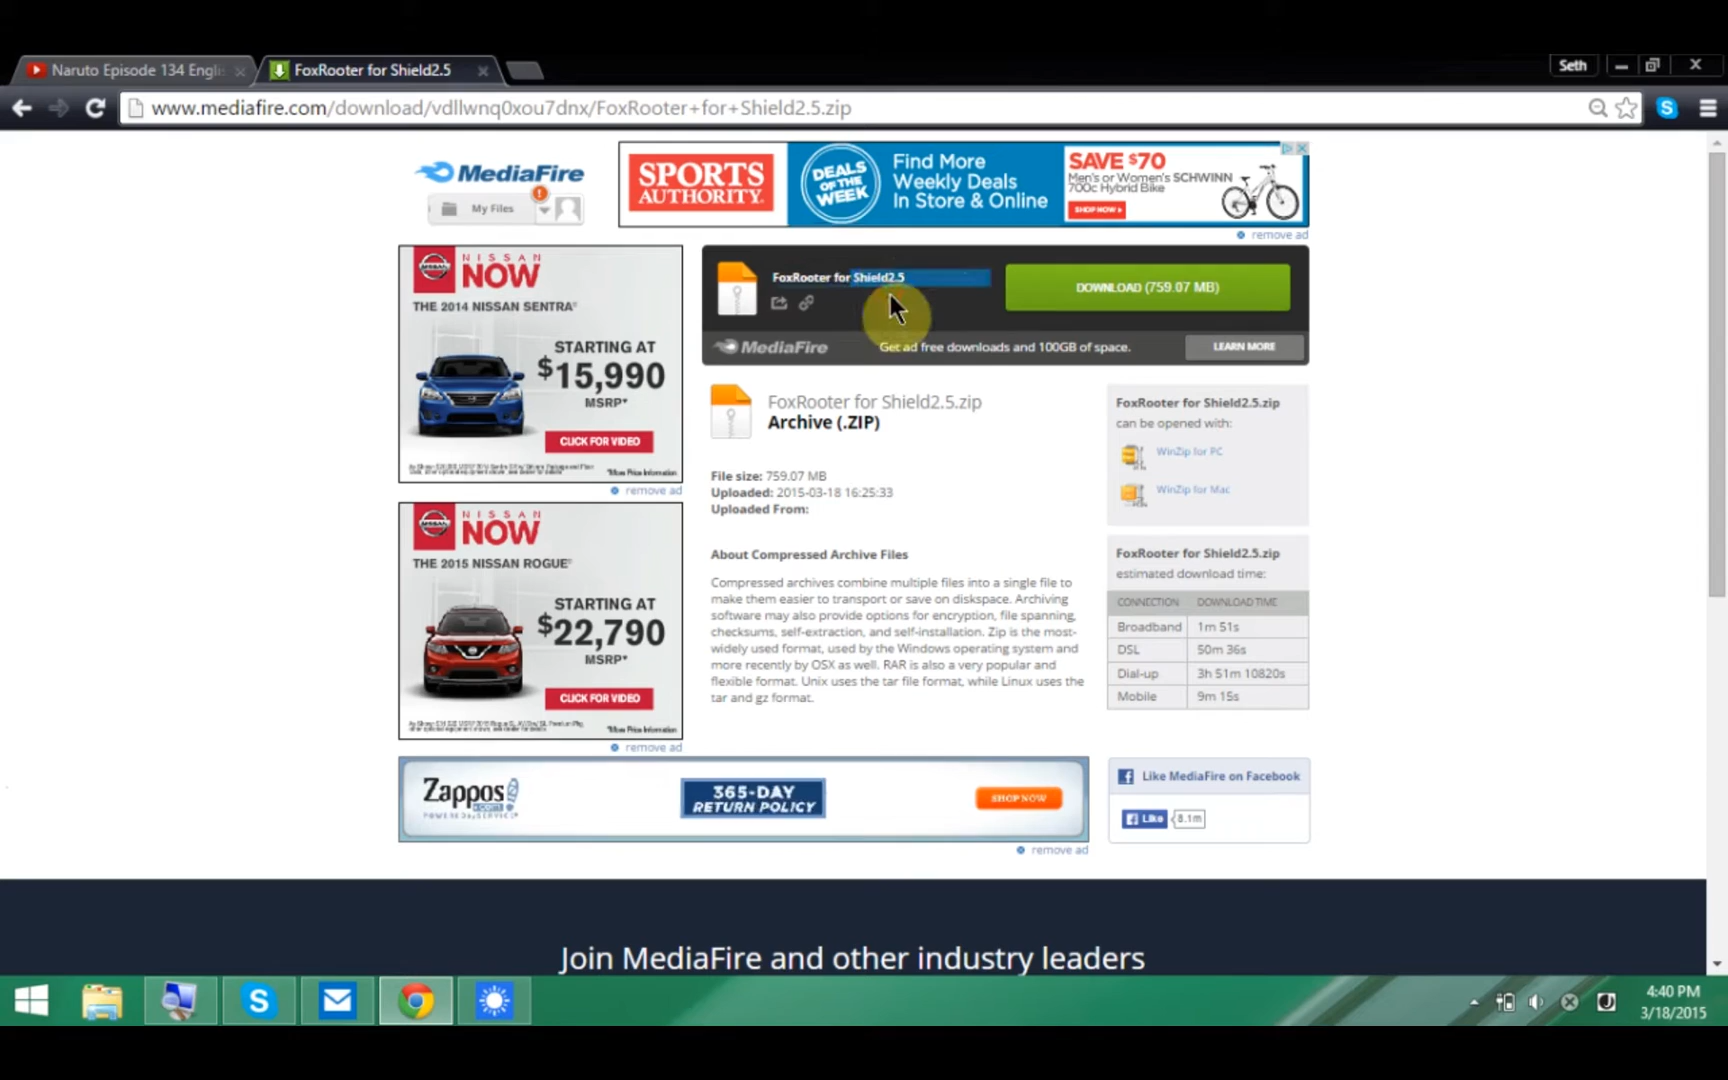 Naruto Episode 134 Engli
FoxRooter for Shield2.5
Seth
www.mediafire.com/download/vdllwnq0xou7dnx/FoxRooter+for+Shield2.5.zip
MediaFire
My Files
SPORTS
AUTHORITY.
DEALS
OF THE
WEEK
Find More
Weekly Deals
In Store & Online
SAVE $70
Men's or Women's SCHWINN
700c Hybrid Bike
SHOP NOW
remove ad
NISSAN
NOW
THE 2014 NISSAN SENTRA®
STARTING AT
$15,990
MSRP*
CLICK FOR VIDEO
*More Price Information
remove ad
FoxRooter for Shield2.5
DOWNLOAD (759.07 MB)
MediaFire
Get ad free downloads and 100GB of space.
LEARN MORE
FoxRooter for Shield2.5.zip
Archive (.ZIP)
File size: 759.07 MB
Uploaded: 2015-03-18 16:25:33
Uploaded From:
About Compressed Archive Files
Compressed archives combine multiple files into a single file to
make them easier to transport or save on diskspace. Archiving
software may also provide options for encryption, file spanning,
checksums, self-extraction, and self-installation. Zip is the most-
widely used format, used by the Windows operating system and
more recently by OSX as well. RAR is also a very popular and
flexible format. Unix uses the tar file format, while Linux uses the
tar and gz format.
FoxRooter for Shield2.5.zip
can be opened with:
WinZip for PC
WinZip for Mac
FoxRooter for Shield2.5.zip
estimated download time:
CONNECTION DOWNLOAD TIME
Broadband 1m 51s
DSL 50m 36s
Dial-up 3h 51m 10820s
Mobile 9m 15s
NISSAN
NOW
THE 2015 NISSAN ROGUE®
STARTING AT
$22,790
MSRP*
CLICK FOR VIDEO
*More Price Information
remove ad
Zappos
POWERED by SERVICE
365-DAY
RETURN POLICY
SHOP NOW
remove ad
Like MediaFire on Facebook
Like 8.1m
Join MediaFire and other industry leaders
4:40 PM
3/18/2015